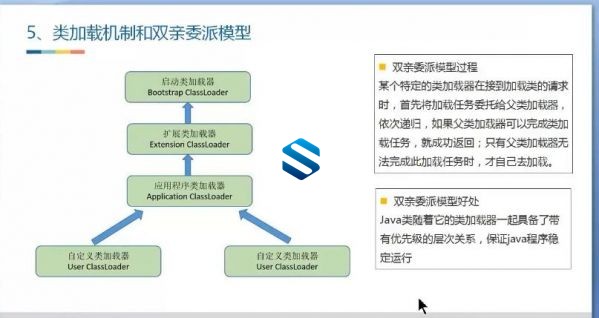 5、类加载机制和双亲委派模型
启动类加载器
Bootstrap ClassLoader
扩展类加载器
Extension ClassLoader
应用程序类加载器
Application ClassLoader
自定义类加载器
User ClassLoader
自定义类加载器
User ClassLoader
双亲委派模型过程
某个特定的类加载器在接到加载类的请求
时，首先将加载任务委托给父类加载器，
依次递归，如果父类加载器可以完成类加
载任务，就成功返回；只有父类加载器无
法完成此加载任务时，才自己去加载。
双亲委派模型好处
Java类随着它的类加载器一起具备了带
有优先级的层次关系，保证java程序稳
定运行